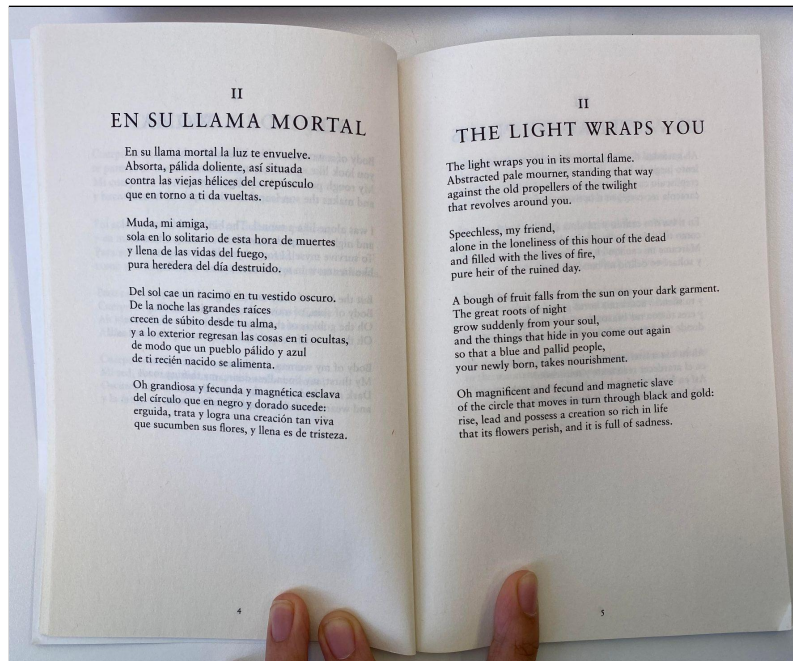 II
EN SU LLAMA MORTAL
En su llama mortal la luz te envuelve.
Absorta, pálida doliente, así situada
contra las viejas hélices del crepúsculo
que en torno a ti da vueltas.
Muda, mi amiga,
sola en lo solitario de esta hora de muertes
y llena de las vidas del fuego,
pura heredera del día destruido.
Del sol cae un racimo en tu vestido oscuro.
De la noche las grandes raíces
crecen de súbito desde tu alma,
y a lo exterior regresan las cosas en ti ocultas,
de modo que un pueblo pálido y azul
de ti recién nacido se alimenta.
Oh grandiosa y fecunda y magnética esclava
del círculo que en negro y dorado sucede:
erguida, trata y logra una creación tan viva
que sucumben sus flores, y llena es de tristeza.
4
II
THE LIGHT WRAPS YOU
The light wraps you in its mortal flame.
Abstracted pale mourner, standing that way
against the old propellers of the twilight
that revolves around you.
Speechless, my friend,
alone in the loneliness of this hour of the dead
and filled with the lives of fire,
pure heir of the ruined day.
A bough of fruit falls from the sun on your dark garment.
The great roots of night
grow suddenly from your soul,
and the things that hide in you come out again
so that a blue and pallid people,
your newly born, takes nourishment.
Oh magnificent and fecund and magnetic slave
of the circle that moves in turn through black and gold:
rise, lead and possess a creation so rich in life
that its flowers perish, and it is full of sadness.
5